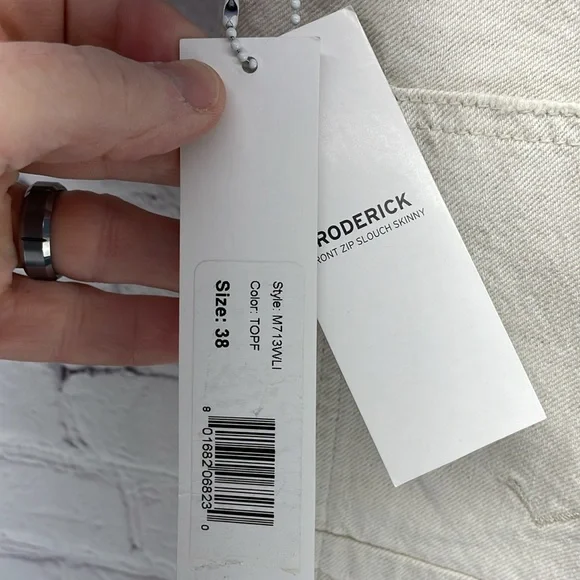 RODERICK
RONT ZIP SLOUCH SKINNY
Style: M713WLI
Color: TOPF
Size: 38
8 01682 06823 0